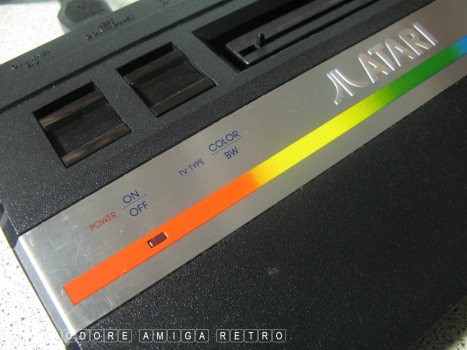 ATARI
COLOR
TV TYPE
BW
ON
POWER
OFF
ODORE AMIGA RETRO